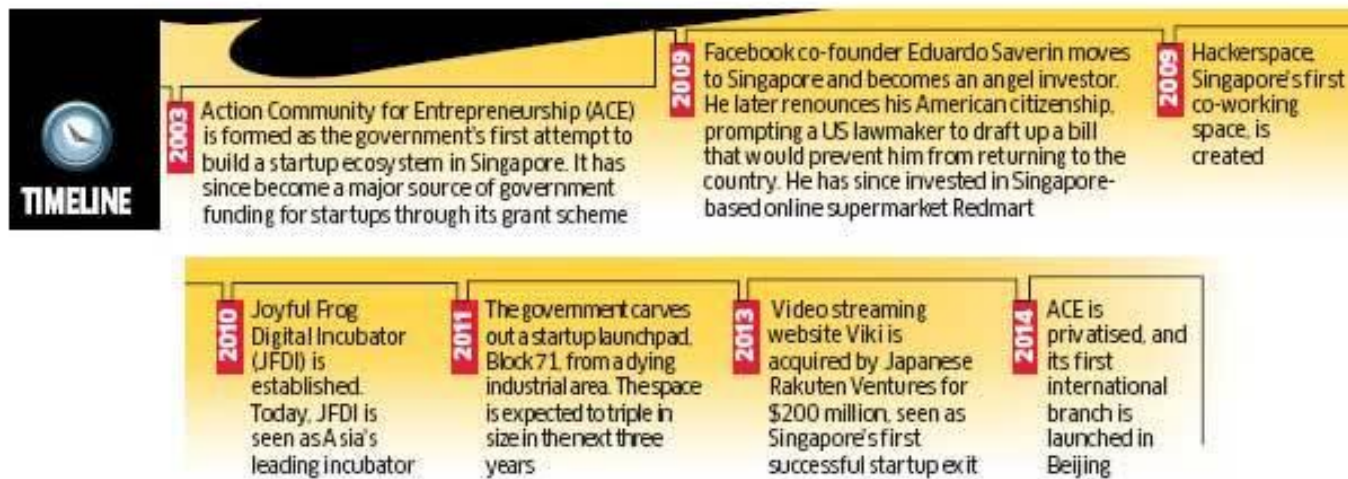 TIMELINE
2003
Action Community for Entrepreneurship (ACE)
is formed as the government's first attempt to
build a startup ecosystem in Singapore. It has
since become a major source of government
funding for startups through its grant scheme
2009
Facebook co-founder Eduardo Saverin moves
to Singapore and becomes an angel investor.
He later renounces his American citizenship,
prompting a US lawmaker to draft up a bill
that would prevent him from returning to the
country. He has since invested in Singapore-
based online supermarket Redmart
2009
Hackerspace,
Singapore's first
co-working
space, is
created
2010
Joyful Frog
Digital Incubator
(JFDI) is
established.
Today, JFDI is
seen as Asia's
leading incubator
2011
The government carves
out a startup launchpad,
Block 71, from a dying
industrial area. The space
is expected to triple in
size in the next three
years
2013
Video streaming
website Viki is
acquired by Japanese
Rakuten Ventures for
$200 million, seen as
Singapore's first
successful startup exit
2014
ACE is
privatised, and
its first
international
branch is
launched in
Beijing